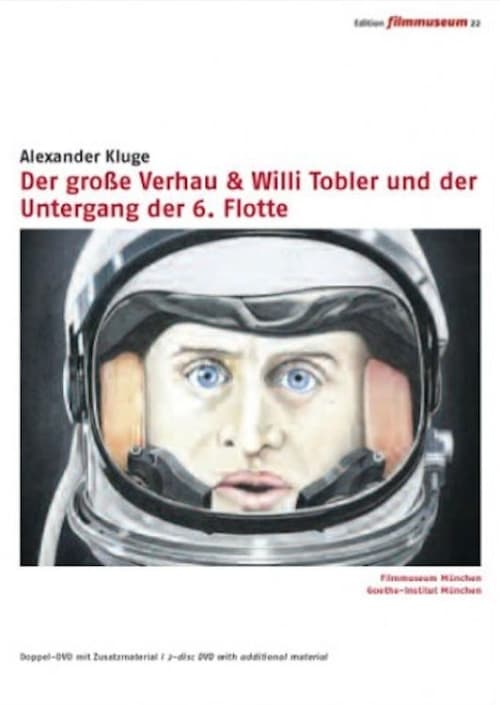 Edition filmmuseum 22
Alexander Kluge
Der große Verhau & Willi Tobler und der
Untergang der 6. Flotte
Filmmuseum München
Goethe-Institut München
Doppel-DVD mit Zusatzmaterial / 2-disc DVD with additional material